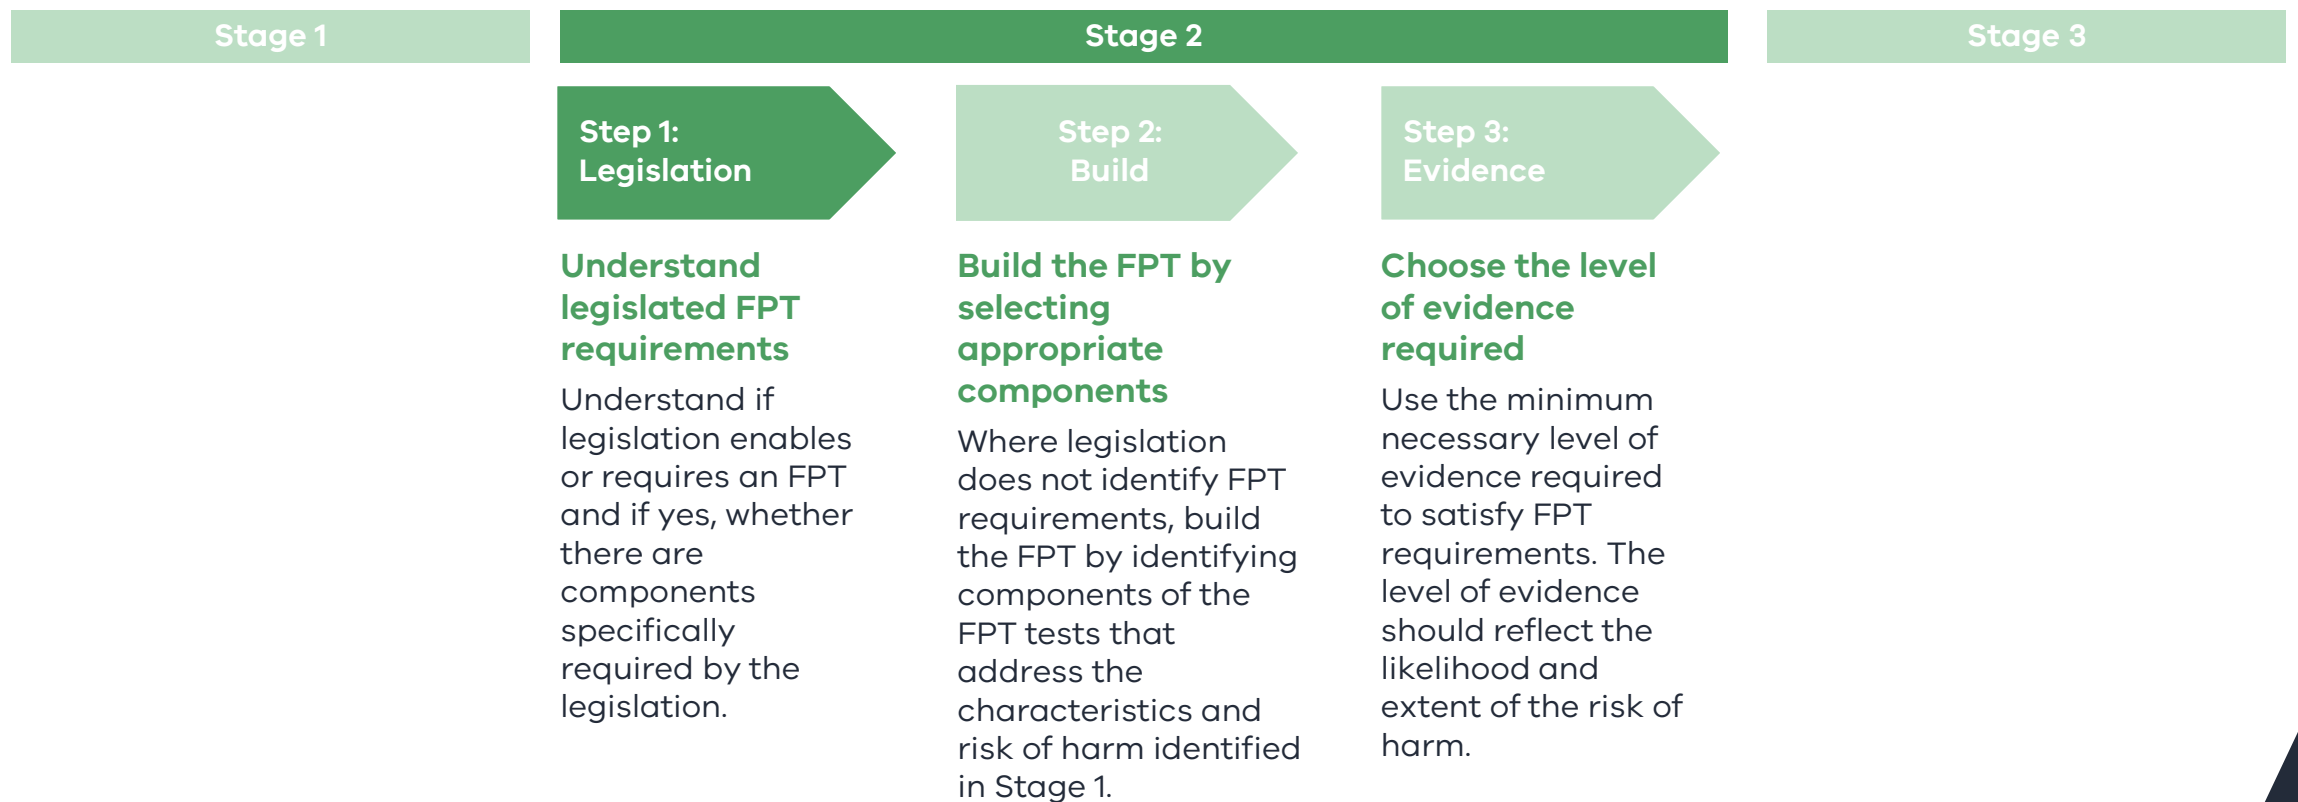 Stage 1
Stage 2
Stage 3
Step 1:
Legislation
Understand
legislated FPT
requirements
Understand if
legislation enables
or requires an FPT
and if yes, whether
there are
components
specifically
required by the
legislation.
Step 2:
Build
Build the FPT by
selecting
appropriate
components
Where legislation
does not identify FPT
requirements, build
the FPT by identifying
components of the
FPT tests that
address the
characteristics and
risk of harm identified
in Stage 1.
Step 3:
Evidence
Choose the level
of evidence
required
Use the minimum
necessary level of
evidence required
to satisfy FPT
requirements. The
level of evidence
should reflect the
likelihood and
extent of the risk of
harm.